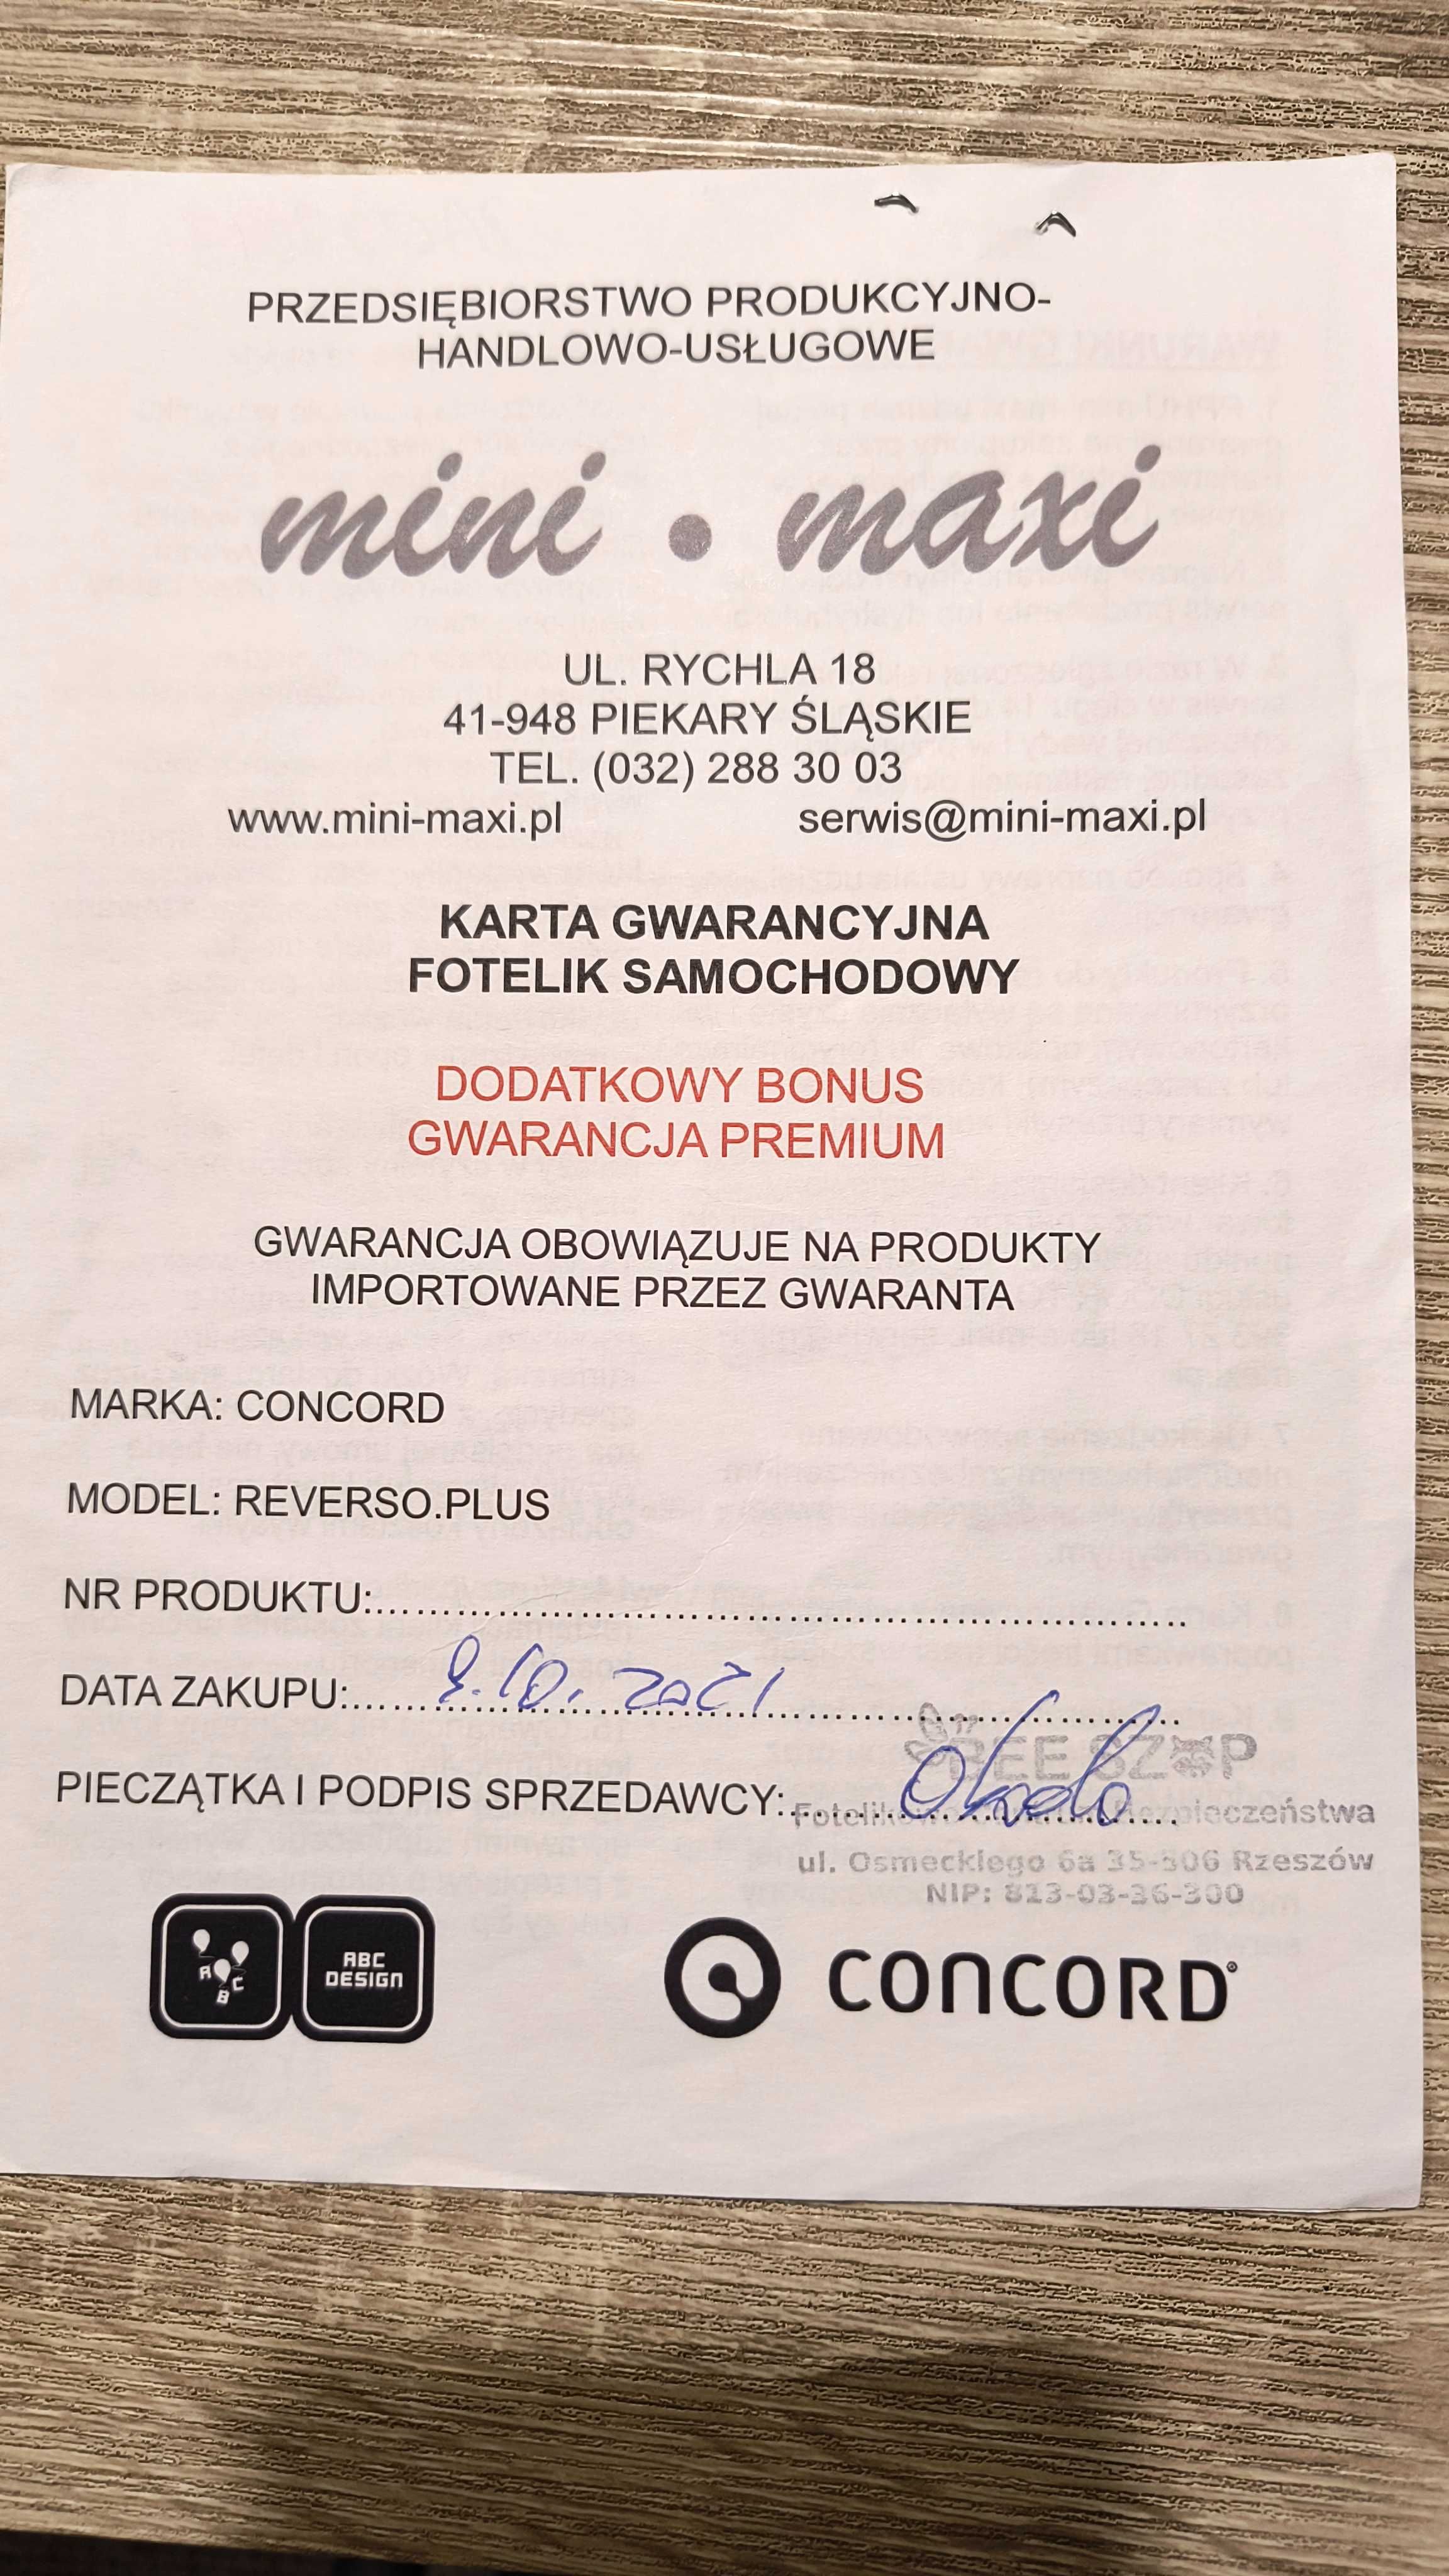 PRZEDSIĘBIORSTWO PRODUKCYJNO-
HANDLOWO-USŁUGOWE
mini • maxi
UL. RYCHLA 18
41-948 PIEKARY ŚLĄSKIE
TEL. (032) 288 30 03
www.mini-maxi.pl serwis@mini-maxi.pl
KARTA GWARANCYJNA
FOTELIK SAMOCHODOWY
DODATKOWY BONUS
GWARANCJA PREMIUM
GWARANCJA OBOWIĄZUJE NA PRODUKTY
IMPORTOWANE PRZEZ GWARANTA
MARKA: CONCORD
MODEL: REVERSO.PLUS
NR PRODUKTU:
DATA ZAKUPU: 9.10.2021
BEE SZOP
PIECZĄTKA I PODPIS SPRZEDAWCY:
Bezpieczeństwa
ul. Osmeckiego 6a 35-506 Rzeszów
NIP: 813-03-36-300
A B C
ABC
DESIGN
CONCORD®